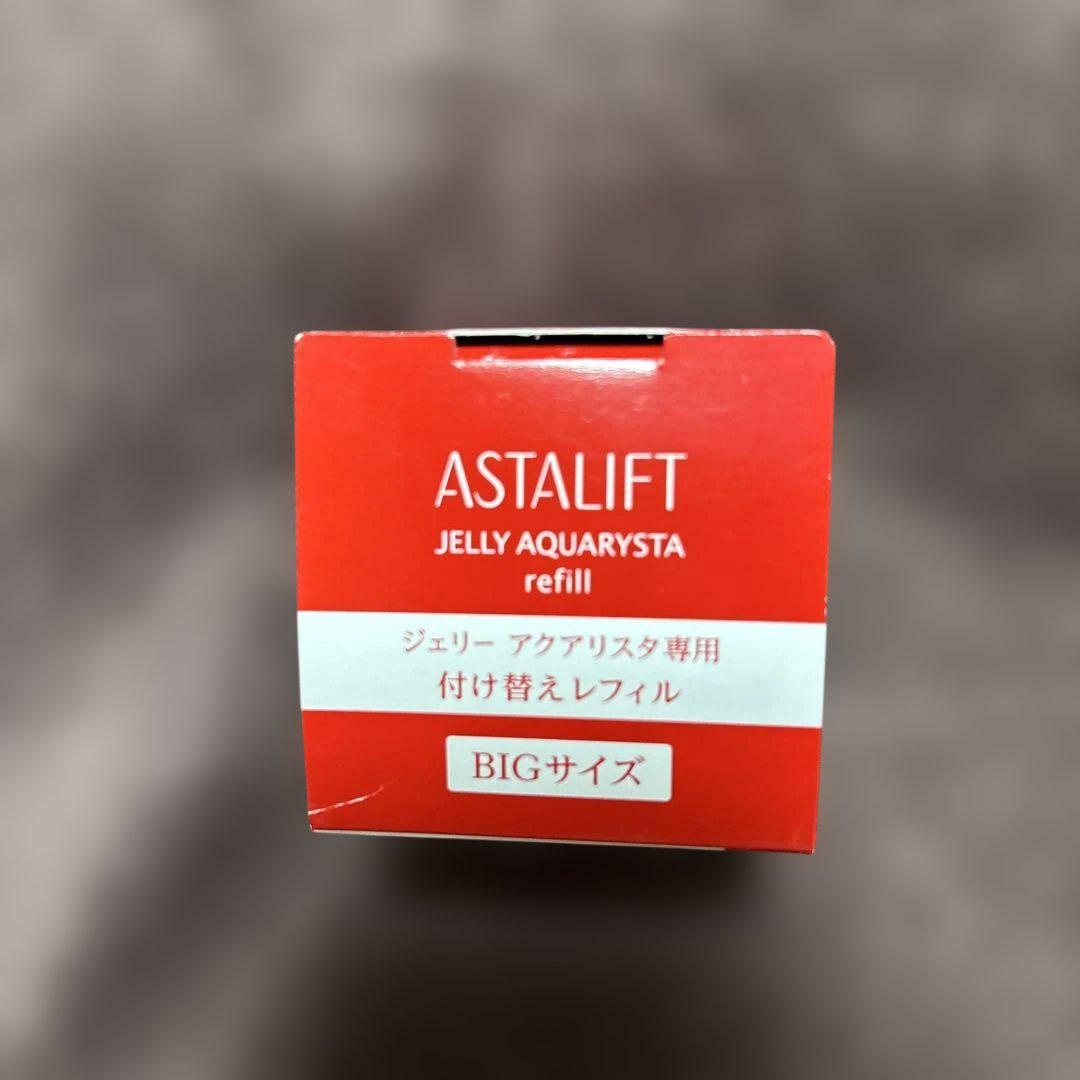 ASTALIFT
JELLY AQUARYSTA
refill
ジェリー アクアリスタ専用
付け替えレフィル
BIGサイズ